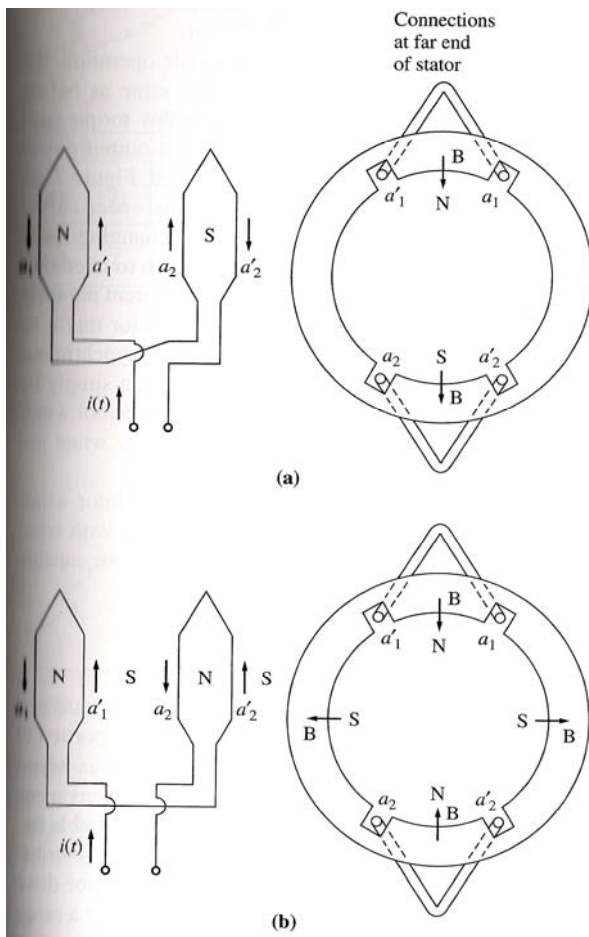 Connections
at far end
of stator
B
a'1 N a1
N a'1 a2 S a'2
a2 S a'2
B
i(t)
(a)
B
a'1 N a1
N a'1 S a2 N a'2 S
B S S B
a2 N B a'2
i(t)
(b)